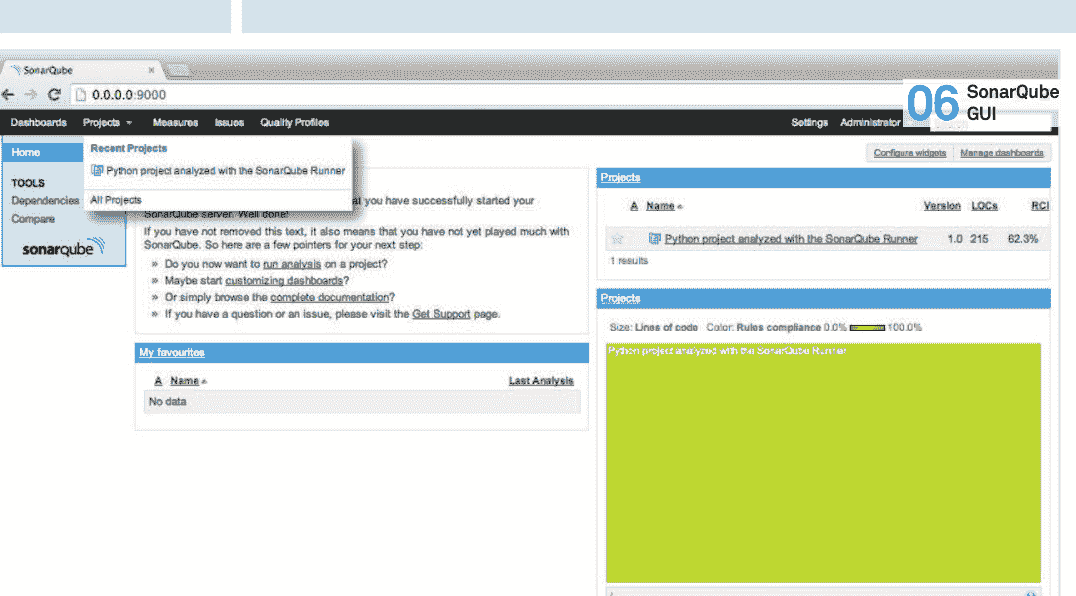 SonarQube
0.0.0.0:9000
06 SonarQube
GUI
Dashboards Projects Measures Issues Quality Profiles Settings Administrator
Home
TOOLS
Dependencies
Compare
sonarqube
Recent Projects
Python project analyzed with the SonarQube Runner
All Projects
Configure widgets Manage dashboards
you have successfully started your
SonarQube server. Well done!
If you have not removed this text, it also means that you have not yet played much with
SonarQube. So here are a few pointers for your next step:
» Do you now want to run analysis on a project?
» Maybe start customizing dashboards?
» Or simply browse the complete documentation?
» If you have a question or an issue, please visit the Get Support page.
My favourites
A Name Last Analysis
No data
Projects
A Name Version LOCs RCI
Python project analyzed with the SonarQube Runner 1.0 215 62.3%
1 results
Projects
Size: Lines of code Color: Rules compliance 0.0% 100.0%
Python project analyzed with the SonarQube Runner